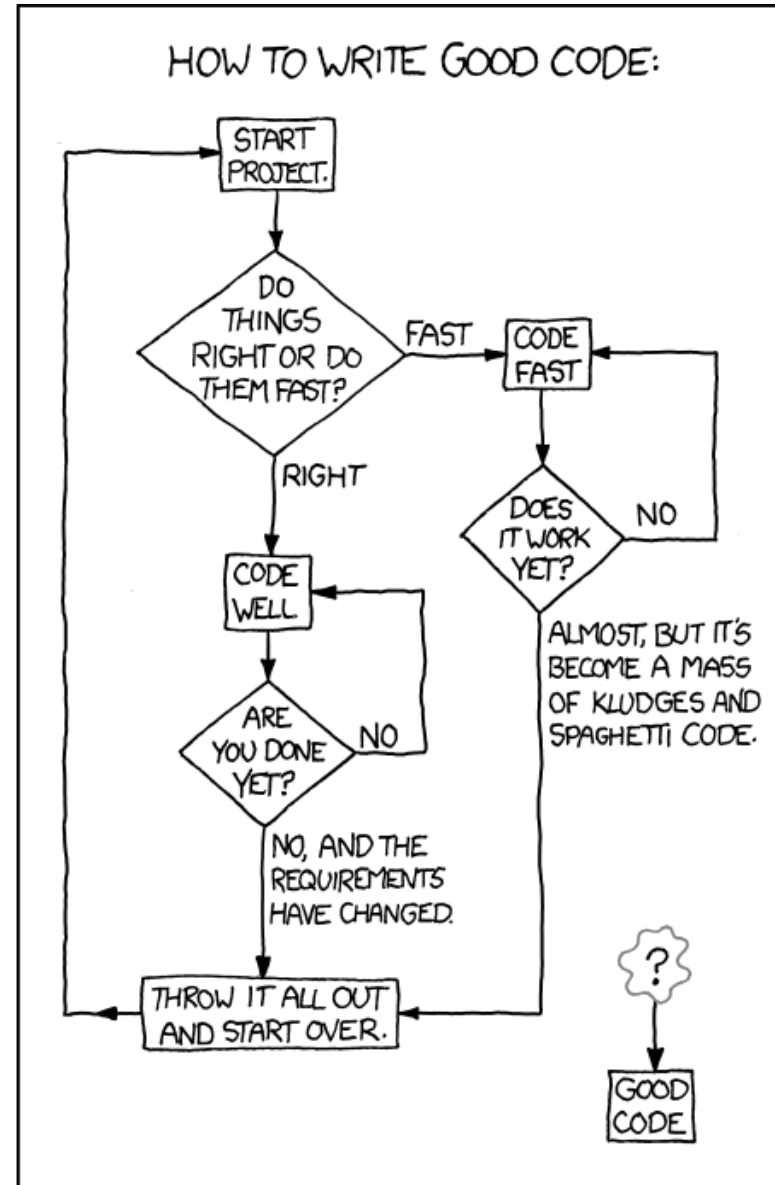 HOW TO WRITE GOOD CODE:
START
PROJECT.
DO
THINGS
RIGHT OR DO
THEM FAST?
FAST
CODE
FAST
RIGHT
DOES
IT WORK
YET?
NO
CODE
WELL.
ALMOST, BUT IT'S
BECOME A MASS
OF KLUDGES AND
SPAGHETTI CODE.
ARE
YOU DONE
YET?
NO
NO, AND THE
REQUIREMENTS
HAVE CHANGED.
THROW IT ALL OUT
AND START OVER.
?
GOOD
CODE